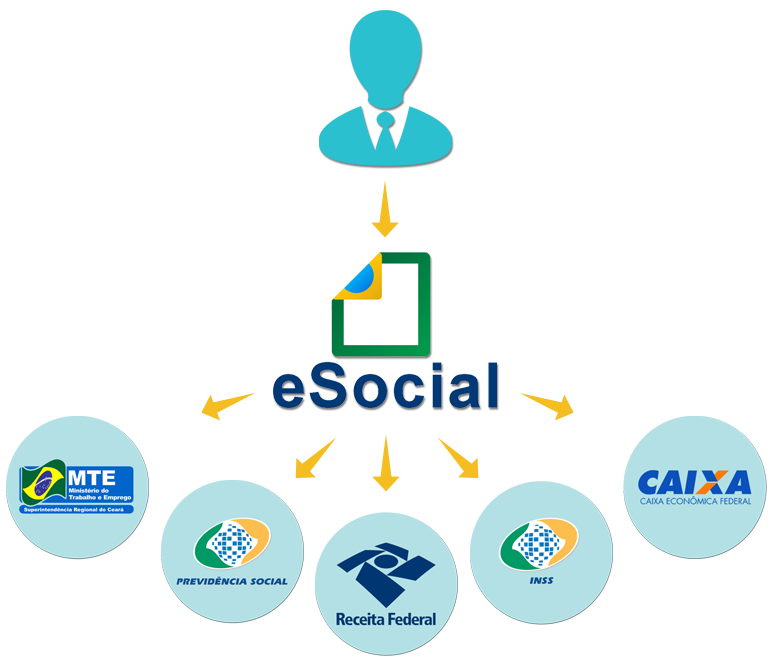 eSocial
MTE
Ministério do
Trabalho e Emprego
Superintendência Regional do Ceará
PREVIDÊNCIA SOCIAL
Receita Federal
INSS
CAIXA
CAIXA ECONÔMICA FEDERAL